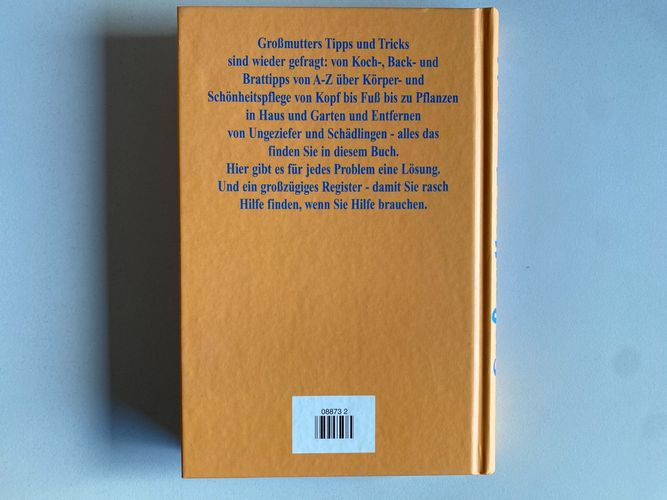 Großmutters Tipps und Tricks
sind wieder gefragt: von Koch-, Back- und
Brattipps von A-Z über Körper- und
Schönheitspflege von Kopf bis Fuß bis zu Pflanzen
in Haus und Garten und Entfernen
von Ungeziefer und Schädlingen - alles das
finden Sie in diesem Buch.
Hier gibt es für jedes Problem eine Lösung.
Und ein großzügiges Register - damit Sie rasch
Hilfe finden, wenn Sie Hilfe brauchen.
08873 2